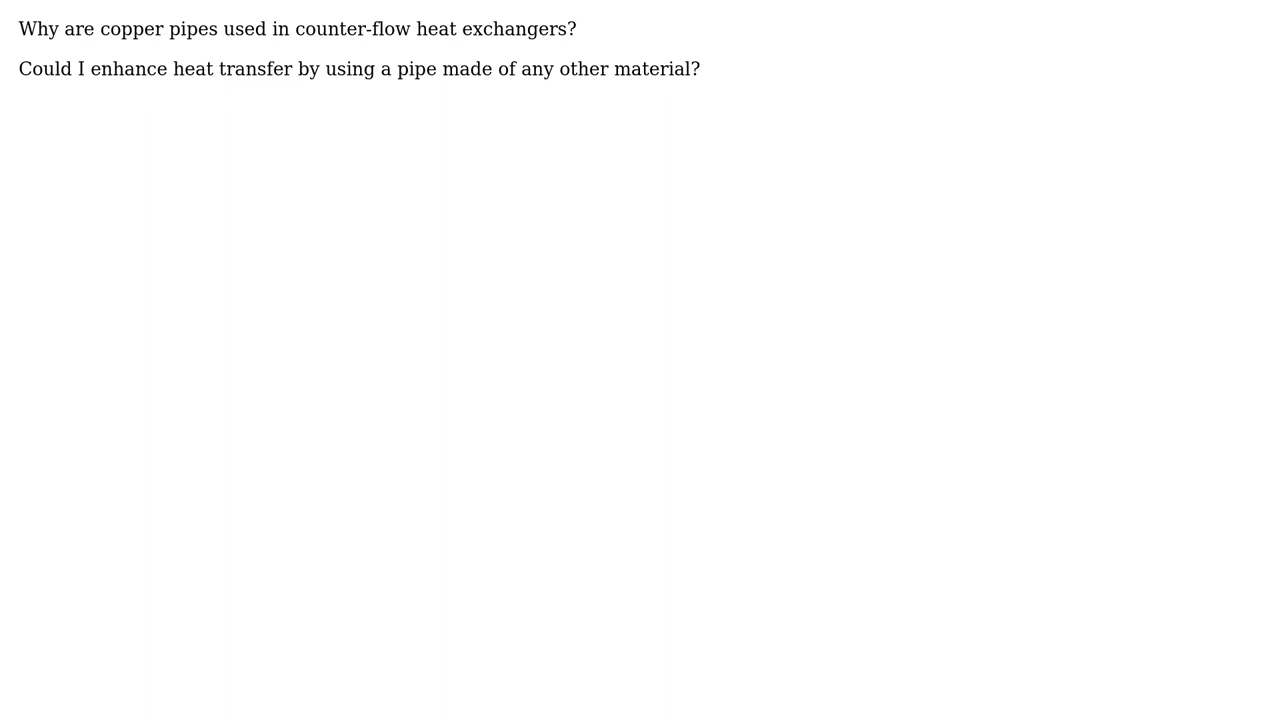 Why are copper pipes used in counter-flow heat exchangers?
Could I enhance heat transfer by using a pipe made of any other material?